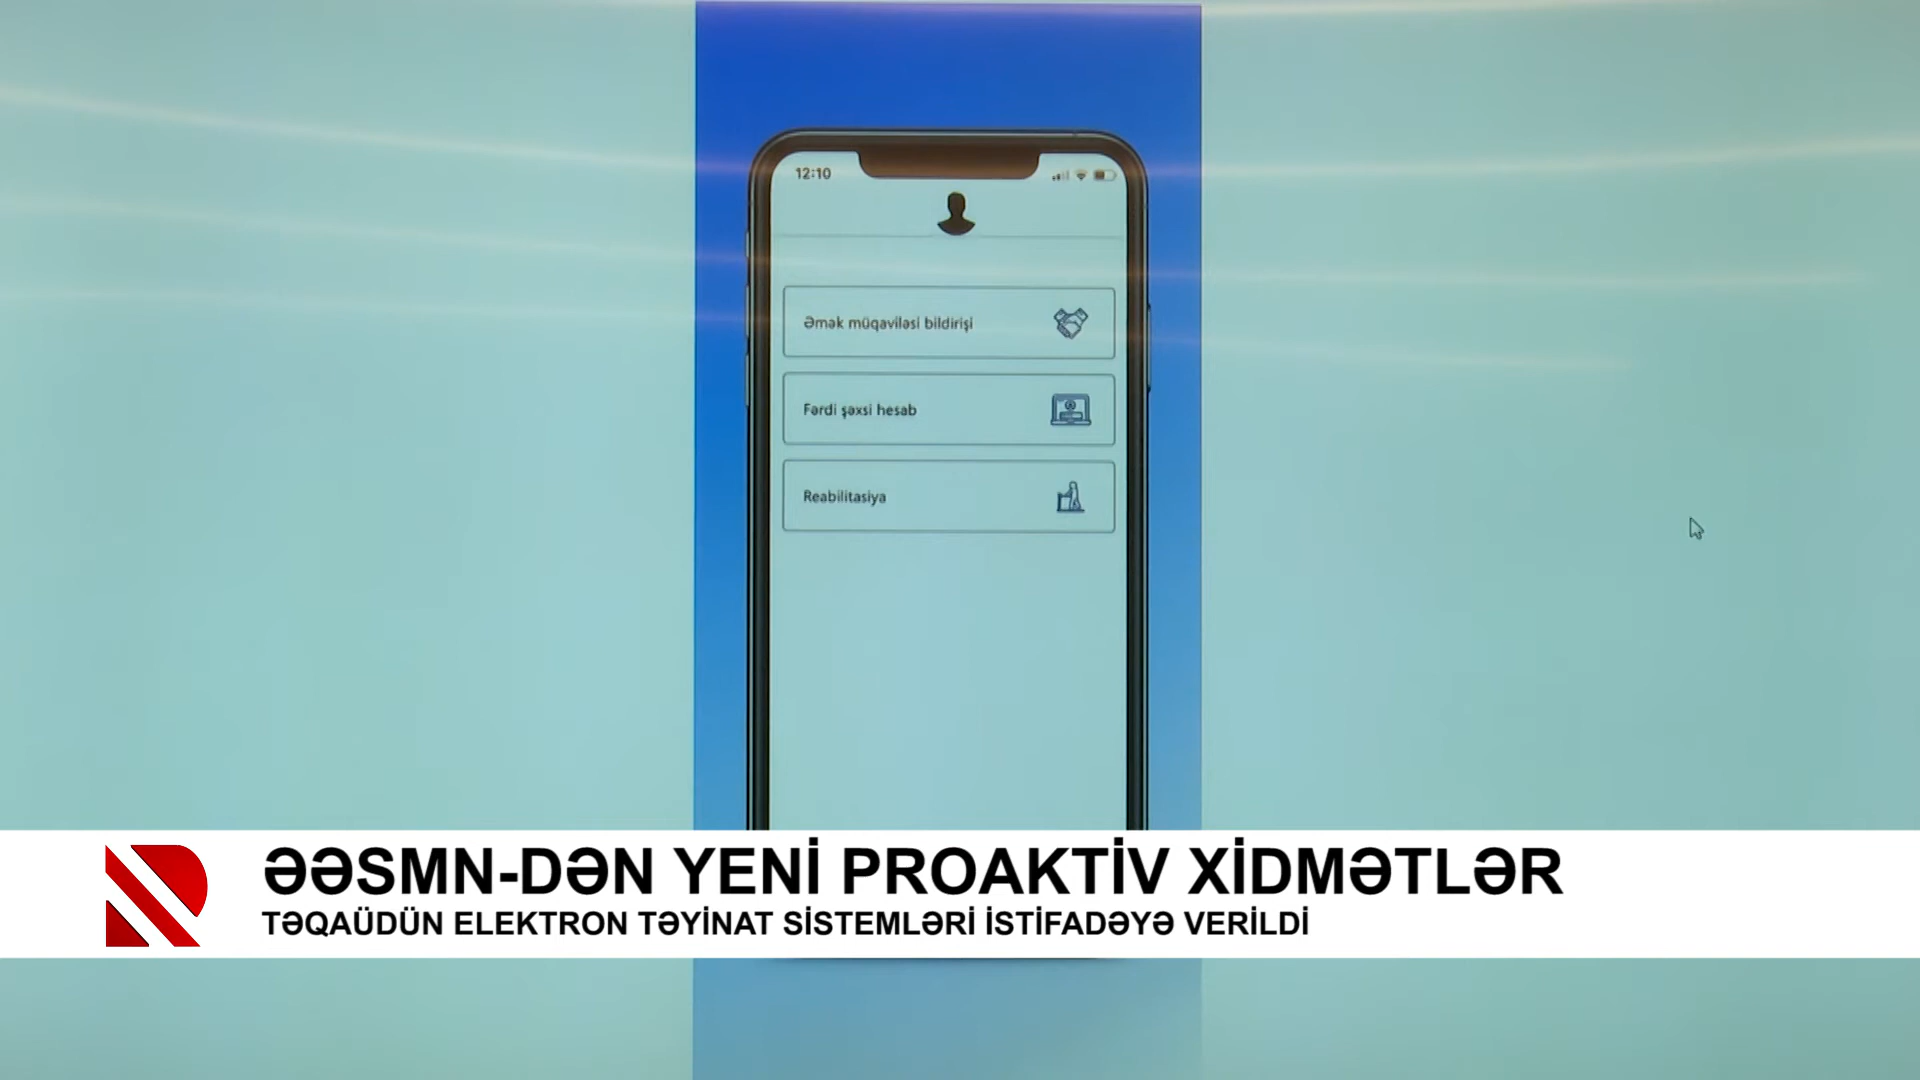 12:10
Əmək müqaviləsi bildirişi
Fərdi şəxsi hesab
Reabilitasiya
ƏƏSMN-DƏN YENİ PROAKTİV XİDMƏTLƏR
TƏQAÜDÜN ELEKTRON TƏYİNAT SİSTEMLƏRİ İSTİFADƏYƏ VERİLDİ